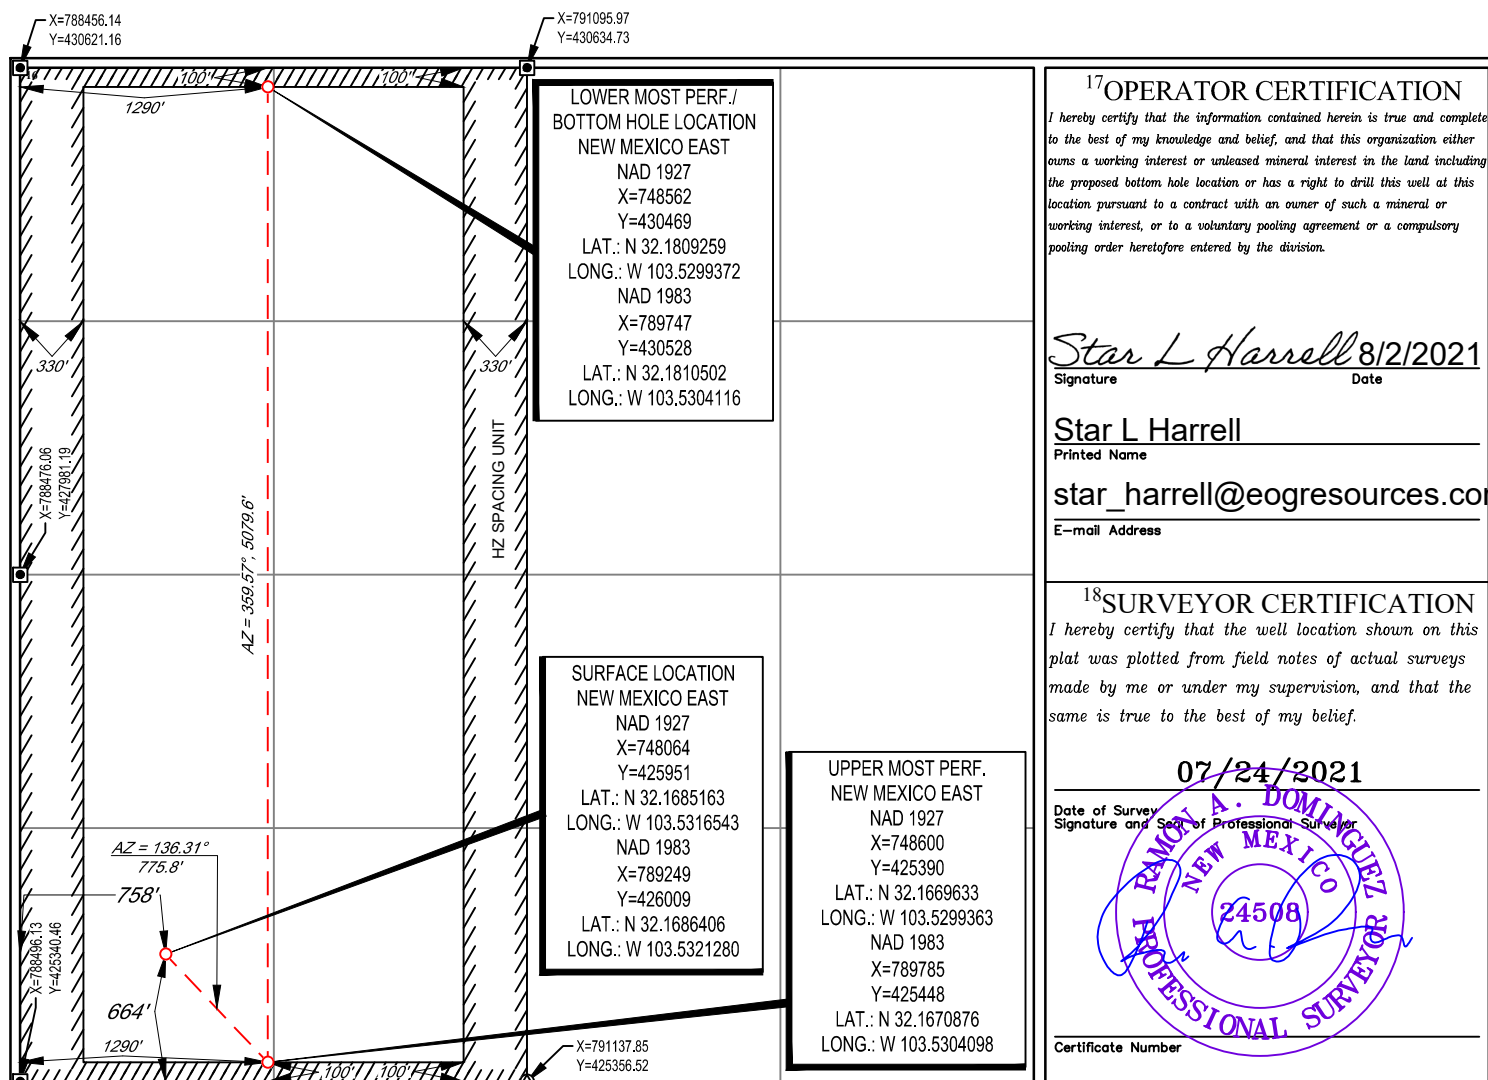 X=788456.14
Y=430621.16
X=791095.97
Y=430634.73
100'
100'
1290'
LOWER MOST PERF./
BOTTOM HOLE LOCATION
NEW MEXICO EAST
NAD 1927
X=748562
Y=430469
LAT.: N 32.1809259
LONG.: W 103.5299372
NAD 1983
X=789747
Y=430528
LAT.: N 32.1810502
LONG.: W 103.5304116
330'
330'
HZ SPACING UNIT
X=788476.06
Y=427981.19
AZ = 359.57°, 5079.6'
SURFACE LOCATION
NEW MEXICO EAST
NAD 1927
X=748064
Y=425951
LAT.: N 32.1685163
LONG.: W 103.5316543
NAD 1983
X=789249
Y=426009
LAT.: N 32.1686406
LONG.: W 103.5321280
UPPER MOST PERF.
NEW MEXICO EAST
NAD 1927
X=748600
Y=425390
LAT.: N 32.1669633
LONG.: W 103.5299363
NAD 1983
X=789785
Y=425448
LAT.: N 32.1670876
LONG.: W 103.5304098
AZ = 136.31°
775.8'
758'
X=788496.13
Y=425340.46
664'
1290'
100'
100'
X=791137.85
Y=425356.52
17 OPERATOR CERTIFICATION
I hereby certify that the information contained herein is true and complete
to the best of my knowledge and belief, and that this organization either
owns a working interest or unleased mineral interest in the land including
the proposed bottom hole location or has a right to drill this well at this
location pursuant to a contract with an owner of such a mineral or
working interest, or to a voluntary pooling agreement or a compulsory
pooling order heretofore entered by the division.
Star L Harrell 8/2/2021
Signature Date
Star L Harrell
Printed Name
star_harrell@eogresources.com
E-mail Address
18 SURVEYOR CERTIFICATION
I hereby certify that the well location shown on this
plat was plotted from field notes of actual surveys
made by me or under my supervision, and that the
same is true to the best of my belief.
07/24/2021
Date of Survey
Signature and Seal of Professional Surveyor
RAMON A. DOMINGUEZ
NEW MEXICO
24508
PROFESSIONAL SURVEYOR
Certificate Number